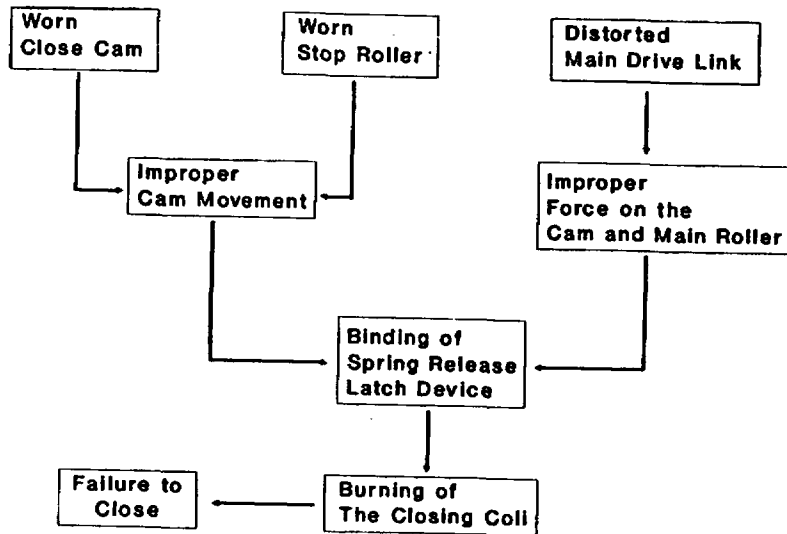 Worn
Close Cam
Worn
Stop Roller
Distorted
Main Drive Link
Improper
Cam Movement
Improper
Force on the
Cam and Main Roller
Binding of
Spring Release
Latch Device
Failure to
Close
Burning of
The Closing Coli